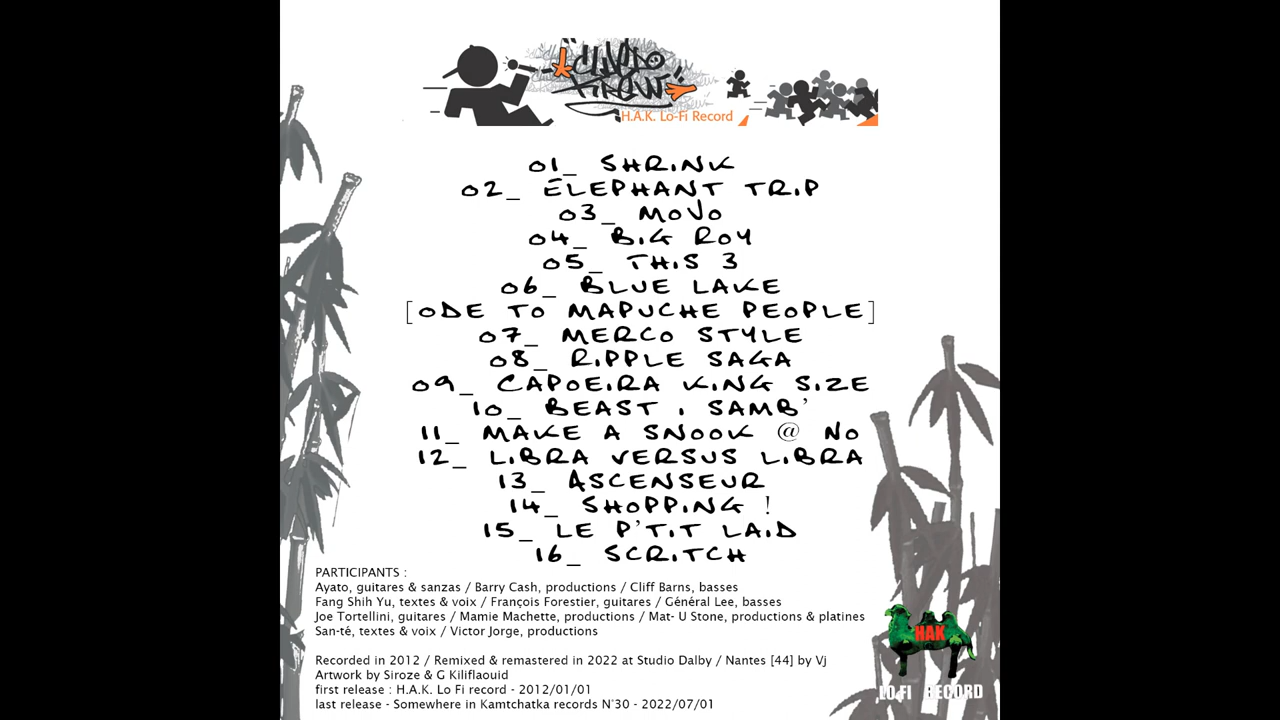 CLUEDO
KREW
H.A.K. Lo-Fi Record
01_ SHRINK
02_ ÉLEPHANT TRIP
03_ MOVO
04_ BIG ROY
05_ THIS 3
06_ BLUE LAKE
[ODE TO MAPUCHE PEOPLE]
07_ MERCO STYLE
08_ RIPPLE SAGA
09_ CAPOEIRA KING SIZE
10_ BEAST I SAMB'
11_ MAKE A SNOOK @ NO
12_ LIBRA VERSUS LIBRA
13_ ASCENSEUR
14_ SHOPPING !
15_ LE P'TIT LAID
16_ SCRITCH
PARTICIPANTS :
Ayato, guitares & sanzas / Barry Cash, productions / Cliff Barns, basses
Fang Shih Yu, textes & voix / François Forestier, guitares / Général Lee, basses
Joe Tortellini, guitares / Mamie Machette, productions / Mat- U Stone, productions & platines
San-té, textes & voix / Victor Jorge, productions
Recorded in 2012 / Remixed & remastered in 2022 at Studio Dalby / Nantes [44] by Vj
Artwork by Siroze & G Kiliflaouid
first release : H.A.K. Lo Fi record - 2012/01/01
last release - Somewhere in Kamtchatka records N°30 - 2022/07/01
HAK
LO FI RECORD